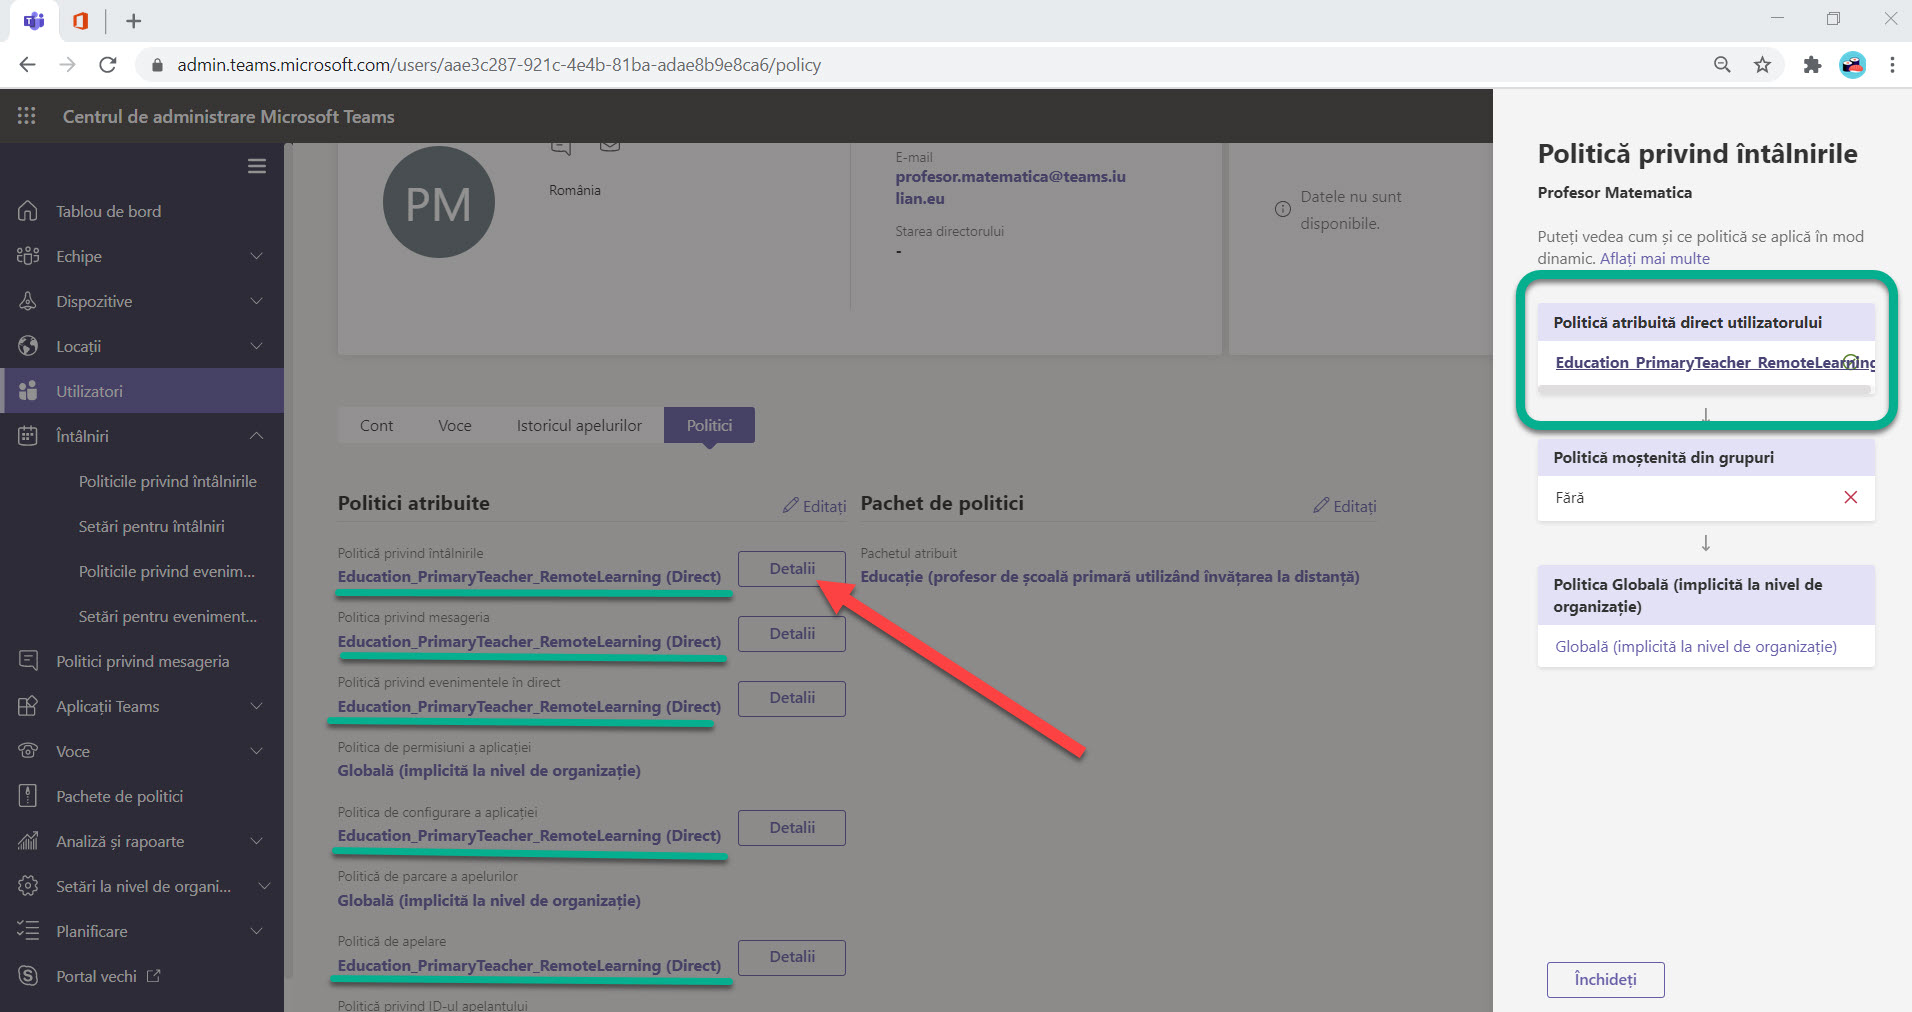 admin.teams.microsoft.com/users/aae3c287-921c-4e4b-81ba-adae8b9e8ca6/policy
Centrul de administrare Microsoft Teams
Tablou de bord
Echipe
Dispozitive
Locații
Utilizatori
Întâlniri
Politicile privind întâlnirile
Setări pentru întâlniri
Politicile privind evenim...
Setări pentru eveniment...
Politici privind mesageria
Aplicații Teams
Voce
Pachete de politici
Analiză și rapoarte
Setări la nivel de organi...
Planificare
Portal vechi
PM
România
E-mail
profesor.matematica@teams.iu
lian.eu
Starea directorului
-
Datele nu sunt
disponibile.
Cont
Voce
Istoricul apelurilor
Politici
Politici atribuite
Editați
Politică privind întâlnirile
Education_PrimaryTeacher_RemoteLearning (Direct)
Detalii
Politica privind mesageria
Education_PrimaryTeacher_RemoteLearning (Direct)
Detalii
Politică privind evenimentele în direct
Education_PrimaryTeacher_RemoteLearning (Direct)
Detalii
Politica de permisiuni a aplicației
Globală (implicită la nivel de organizație)
Politica de configurare a aplicației
Education_PrimaryTeacher_RemoteLearning (Direct)
Detalii
Politică de parcare a apelurilor
Globală (implicită la nivel de organizație)
Politică de apelare
Education_PrimaryTeacher_RemoteLearning (Direct)
Detalii
Politică privind ID-ul apelantului
Pachet de politici
Editați
Pachetul atribuit
Educație (profesor de școală primară utilizând învățarea la distanță)
Politică privind întâlnirile
Profesor Matematica
Puteți vedea cum și ce politică se aplică în mod
dinamic. Aflați mai multe
Politică atribuită direct utilizatorului
Education_PrimaryTeacher_RemoteLearning
Politică moștenită din grupuri
Fără
Politica Globală (implicită la nivel de
organizație)
Globală (implicită la nivel de organizație)
Închideți